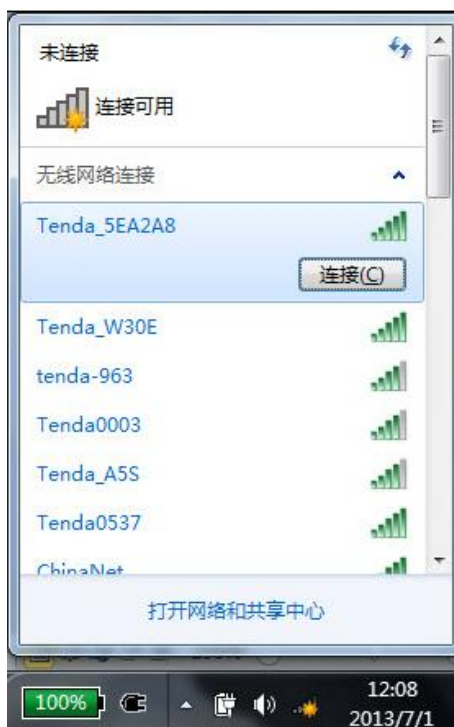 未连接
连接可用
无线网络连接
Tenda_5EA2A8
连接(C)
Tenda_W30E
tenda-963
Tenda0003
Tenda_A5S
Tenda0537
ChinaNet
打开网络和共享中心
100%
12:08
2013/7/1